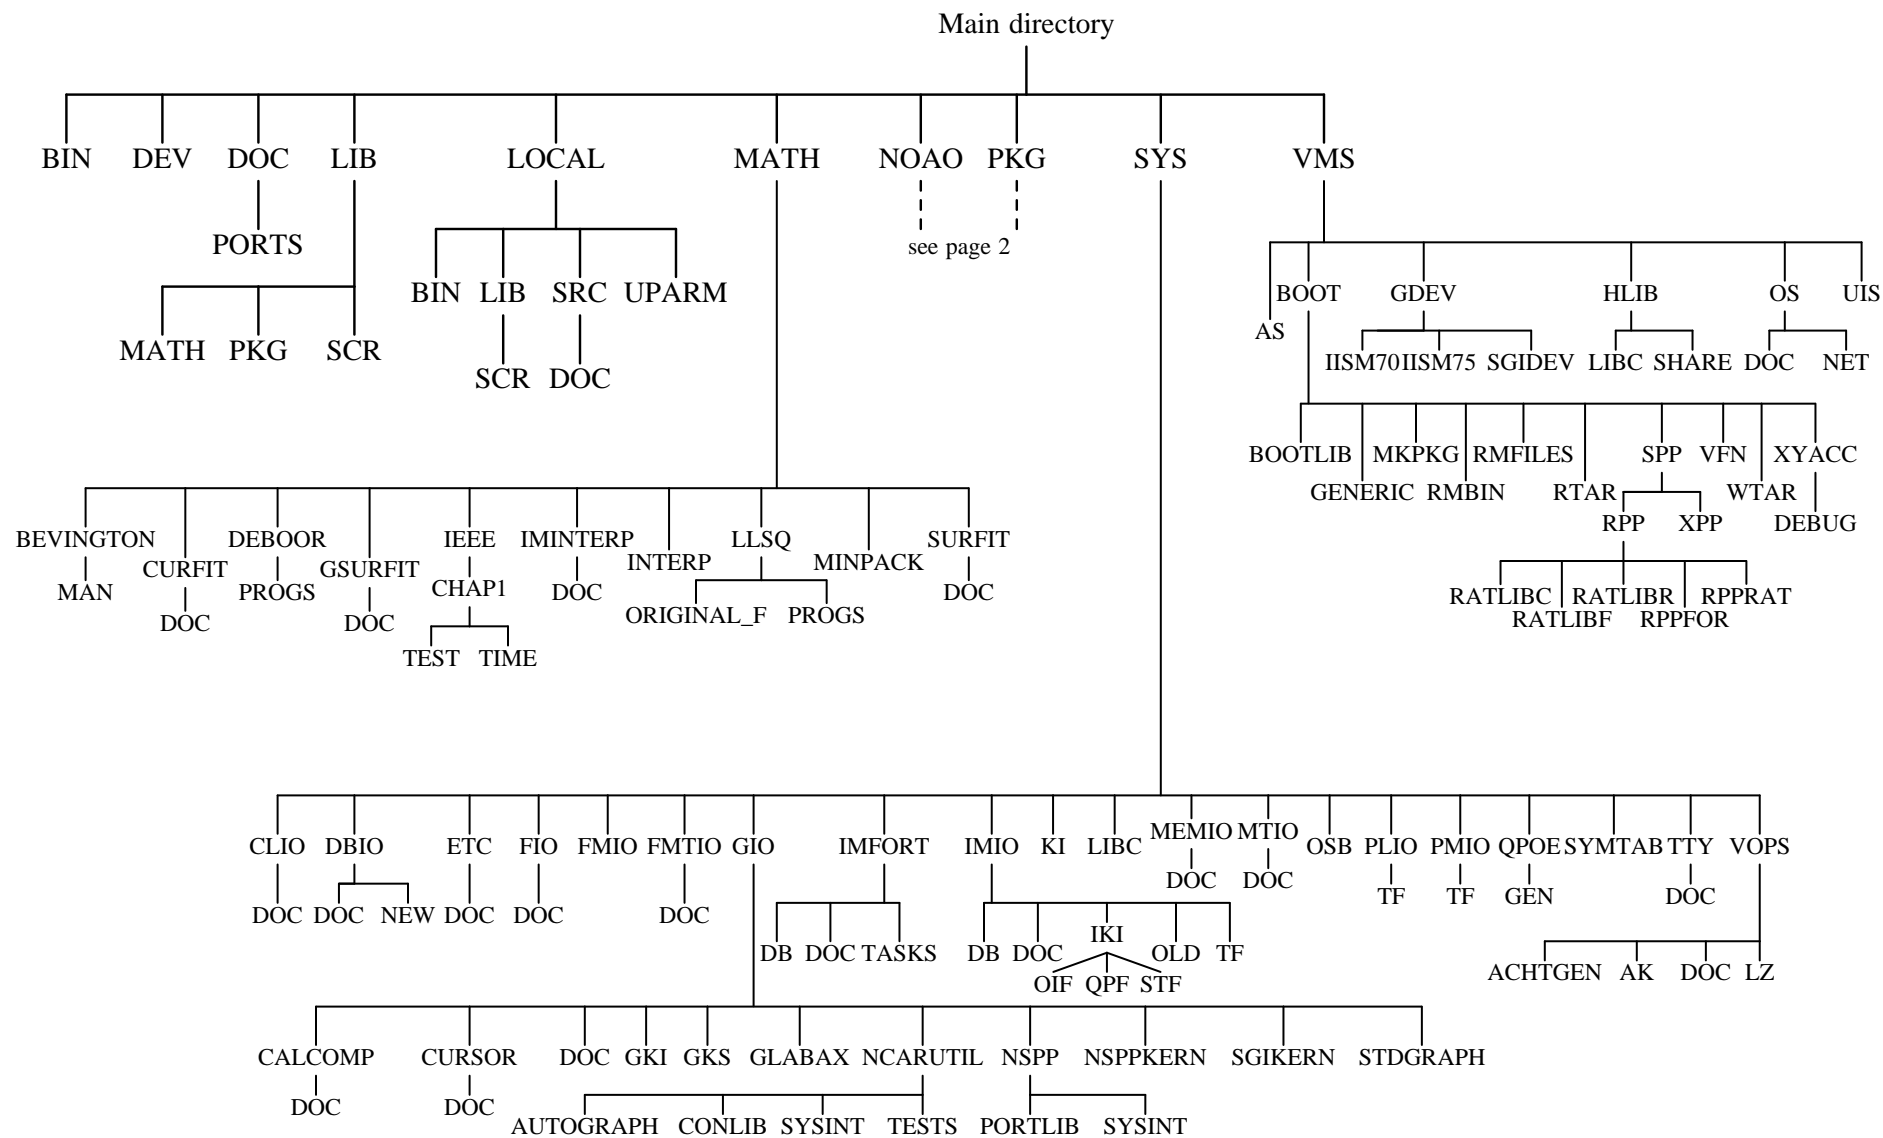 Main directory
BIN DEV DOC LIB LOCAL MATH NOAO PKG SYS VMS
PORTS see page 2
BIN LIB SRC UPARM BOOT GDEV HLIB OS UIS
AS
MATH PKG SCR IISM70 IISM75 SGIDEV LIBC SHARE DOC NET
SCR DOC
BOOTLIB MKPKG RMFILES SPP VFN XYACC
GENERIC RMBIN RTAR WTAR
RPP XPP DEBUG
BEVINGTON DEBOOR IEEE IMINTERP LLSQ SURFIT
CURFIT GSURFIT INTERP MINPACK
MAN PROGS CHAP1 DOC DOC
RATLIBC RATLIBR RPPRAT
ORIGINAL_F PROGS
RATLIBF RPPFOR
DOC DOC
TEST TIME
MEMIO MTIO
CLIO DBIO ETC FIO FMIO FMTIO GIO IMFORT IMIO KI LIBC OSB PLIO PMIO QPOE SYMTAB TTY VOPS
DOC DOC
TF TF GEN DOC
DOC DOC NEW DOC DOC DOC
IKI
DB DOC TASKS DB DOC OLD TF
ACHTGEN AK DOC LZ
OIF QPF STF
CALCOMP CURSOR DOC GKI GKS GLABAX NCARUTIL NSPP NSPPKERN SGIKERN STDGRAPH
DOC DOC
AUTOGRAPH CONLIB SYSINT TESTS PORTLIB SYSINT